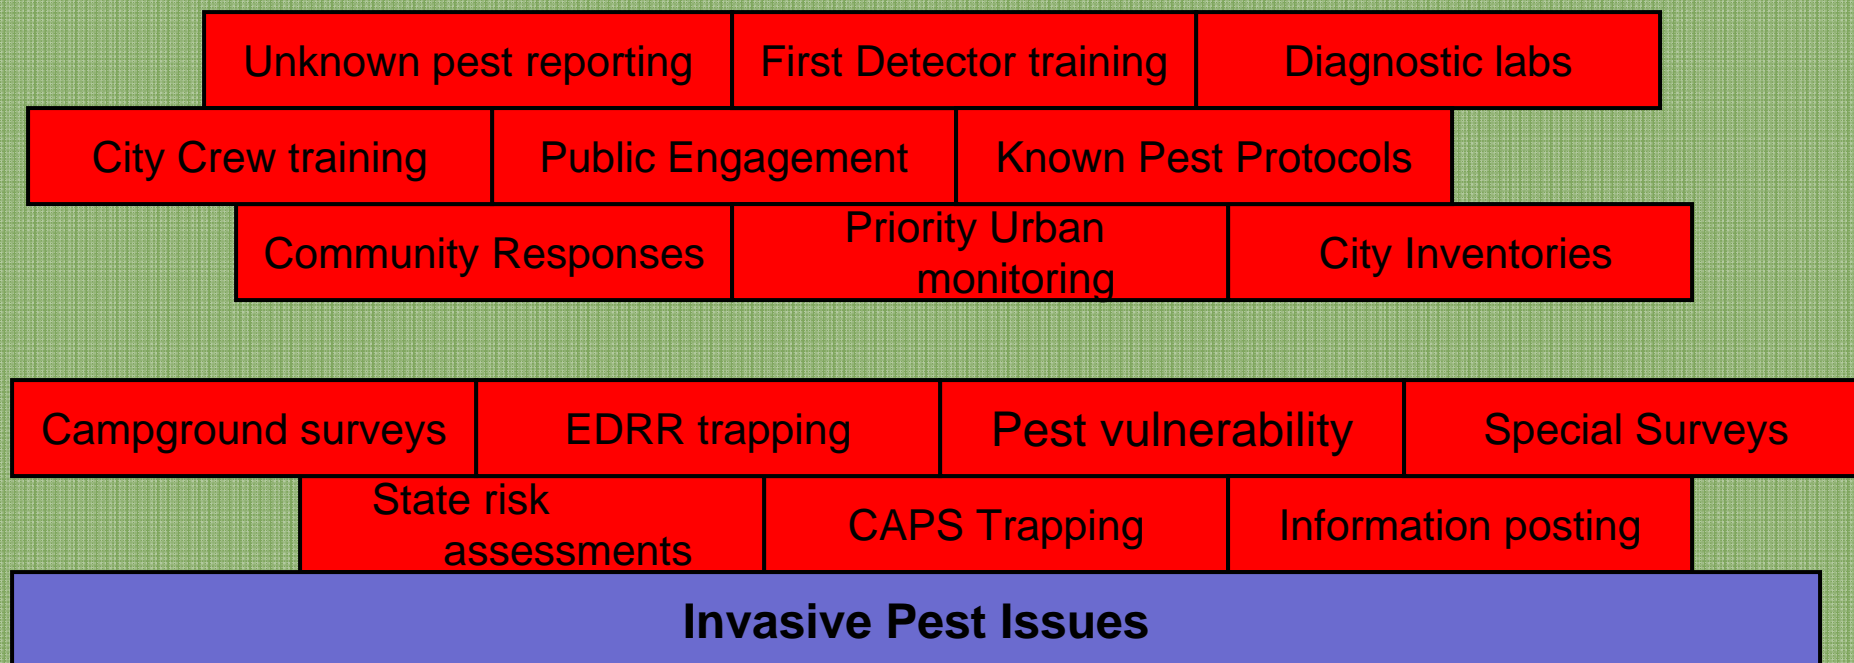 Unknown pest reporting
First Detector training
Diagnostic labs
City Crew training
Public Engagement
Known Pest Protocols
Community Responses
Priority Urban
monitoring
City Inventories
Campground surveys
EDRR trapping
Pest vulnerability
Special Surveys
State risk
assessments
CAPS Trapping
Information posting
Invasive Pest Issues